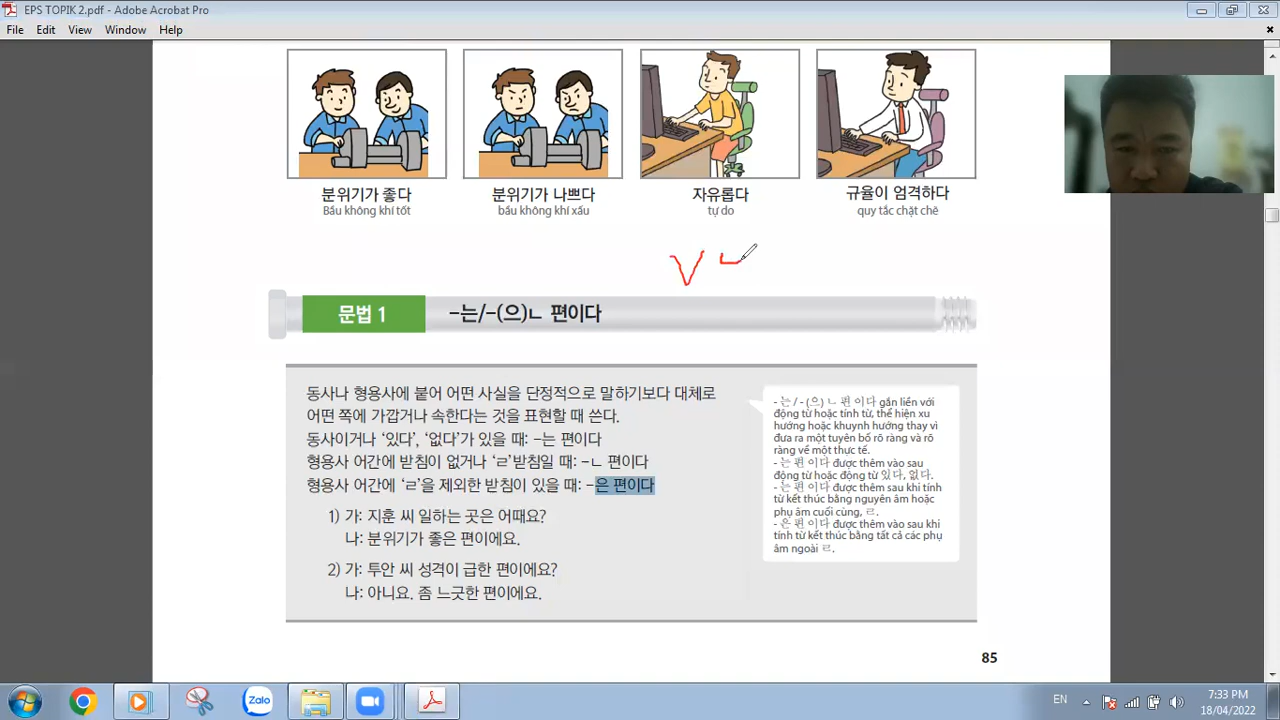 EPS TOPIK 2.pdf - Adobe Acrobat Pro
File Edit View Window Help
분위기가 좋다
Bầu không khí tốt
분위기가 나쁘다
bầu không khí xấu
자유롭다
tự do
규율이 엄격하다
quy tắc chặt chẽ
V
문법 1
-는/-(으)ㄴ 편이다
동사나 형용사에 붙어 어떤 사실을 단정적으로 말하기보다 대체로
어떤 쪽에 가깝거나 속한다는 것을 표현할 때 쓴다.
동사이거나 ‘있다’, ‘없다’가 있을 때: -는 편이다
형용사 어간에 받침이 없거나 ‘ㄹ’받침일 때: -ㄴ 편이다
형용사 어간에 ‘ㄹ’을 제외한 받침이 있을 때: -은 편이다
1) 가: 지훈 씨 일하는 곳은 어때요?
나: 분위기가 좋은 편이에요.
2) 가: 투안 씨 성격이 급한 편이에요?
나: 아니요. 좀 느긋한 편이에요.
- 는 / - (으) ㄴ 편 이 다 gắn liền với
động từ hoặc tính từ, thể hiện xu
hướng hoặc khuynh hướng thay vì
đưa ra một tuyên bố rõ ràng và rõ
ràng về một thực tế.
- 는 편 이 다 được thêm vào sau
động từ hoặc động từ 있 다, 없 다.
- 는 편 이 다 được thêm sau khi tính
từ kết thúc bằng nguyên âm hoặc
phụ âm cuối cùng, ㄹ.
- 은 편 이 다 được thêm vào sau khi
tính từ kết thúc bằng tất cả các phụ
âm ngoài ㄹ.
85
Zalo
EN
7:33 PM
18/04/2022